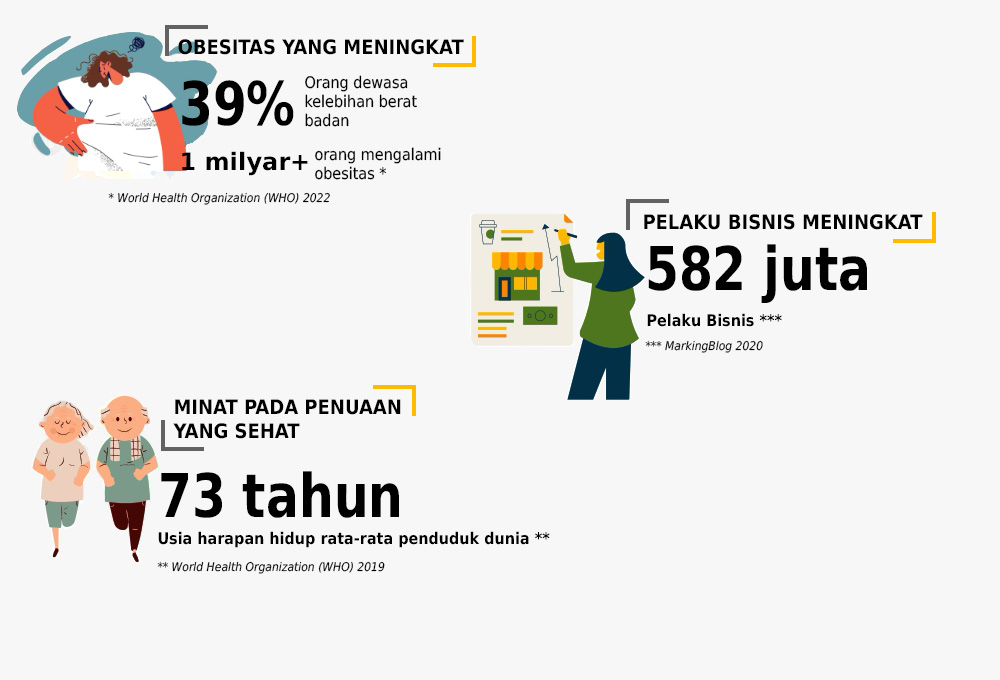 OBESITAS YANG MENINGKAT
39%
Orang dewasa
kelebihan berat
badan
1 milyar+
orang mengalami
obesitas *
* World Health Organization (WHO) 2022
PELAKU BISNIS MENINGKAT
582 juta
Pelaku Bisnis ***
*** MarkingBlog 2020
MINAT PADA PENUAAN
YANG SEHAT
73 tahun
Usia harapan hidup rata-rata penduduk dunia **
** World Health Organization (WHO) 2019